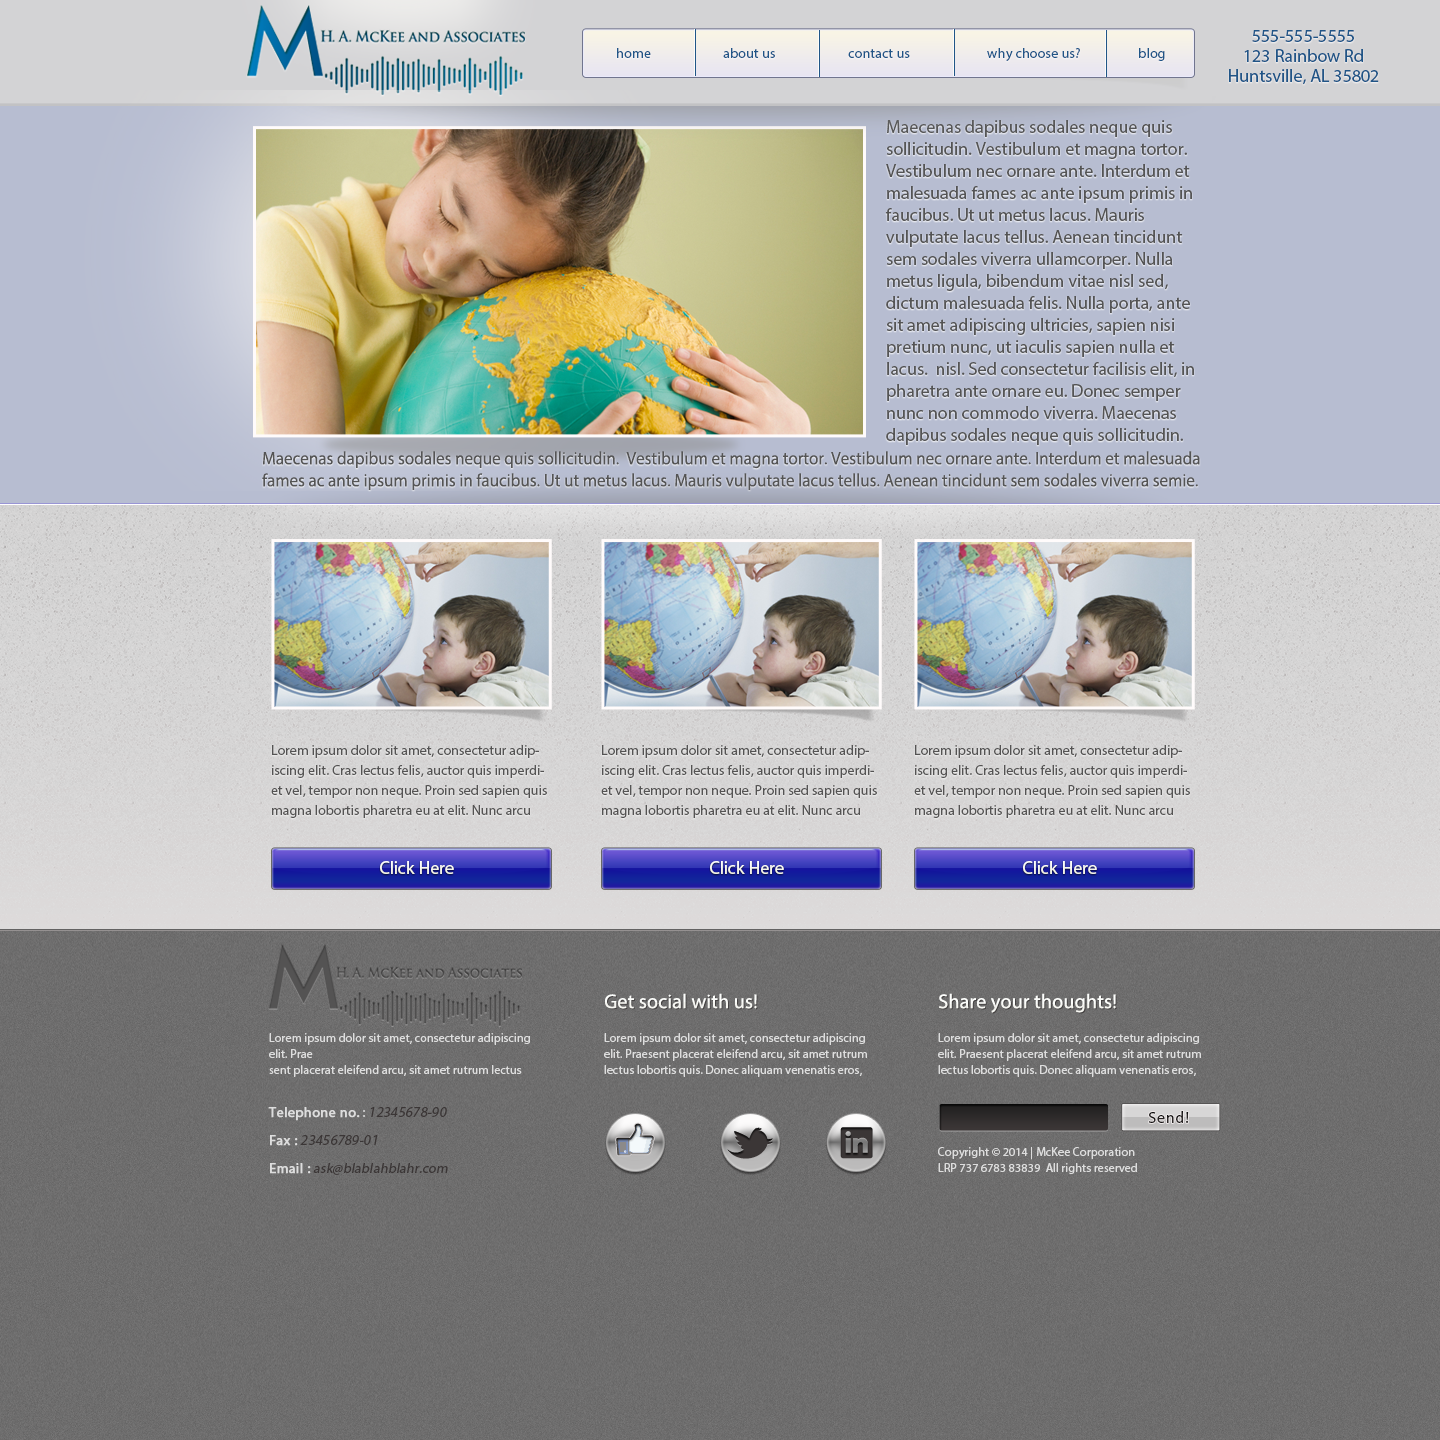 M H. A. McKee and Associates
home about us contact us why choose us? blog
555-555-5555
123 Rainbow Rd
Huntsville, AL 35802
Maecenas dapibus sodales neque quis
sollicitudin. Vestibulum et magna tortor.
Vestibulum nec ornare ante. Interdum et
malesuada fames ac ante ipsum primis in
faucibus. Ut ut metus lacus. Mauris
vulputate lacus tellus. Aenean tincidunt
sem sodales viverra ullamcorper. Nulla
metus ligula, bibendum vitae nisl sed,
dictum malesuada felis. Nulla porta, ante
sit amet adipiscing ultricies, sapien nisi
pretium nunc, ut iaculis sapien nulla et
lacus.  nisl. Sed consectetur facilisis elit, in
pharetra ante ornare eu. Donec semper
nunc non commodo viverra. Maecenas
dapibus sodales neque quis sollicitudin.
Maecenas dapibus sodales neque quis sollicitudin.  Vestibulum et magna tortor. Vestibulum nec ornare ante. Interdum et malesuada
fames ac ante ipsum primis in faucibus. Ut ut metus lacus. Mauris vulputate lacus tellus. Aenean tincidunt sem sodales viverra semie.
Lorem ipsum dolor sit amet, consectetur adip-
iscing elit. Cras lectus felis, auctor quis imperdi-
et vel, tempor non neque. Proin sed sapien quis
magna lobortis pharetra eu at elit. Nunc arcu
Click Here
Lorem ipsum dolor sit amet, consectetur adip-
iscing elit. Cras lectus felis, auctor quis imperdi-
et vel, tempor non neque. Proin sed sapien quis
magna lobortis pharetra eu at elit. Nunc arcu
Click Here
Lorem ipsum dolor sit amet, consectetur adip-
iscing elit. Cras lectus felis, auctor quis imperdi-
et vel, tempor non neque. Proin sed sapien quis
magna lobortis pharetra eu at elit. Nunc arcu
Click Here
M H. A. McKee and Associates
Lorem ipsum dolor sit amet, consectetur adipiscing
elit. Prae
sent placerat eleifend arcu, sit amet rutrum lectus
Telephone no. : 12345678-90
Fax : 23456789-01
Email : ask@blablahblahr.com
Get social with us!
Lorem ipsum dolor sit amet, consectetur adipiscing
elit. Praesent placerat eleifend arcu, sit amet rutrum
lectus lobortis quis. Donec aliquam venenatis eros,
in
Share your thoughts!
Lorem ipsum dolor sit amet, consectetur adipiscing
elit. Praesent placerat eleifend arcu, sit amet rutrum
lectus lobortis quis. Donec aliquam venenatis eros,
Send!
Copyright © 2014 | McKee Corporation
LRP 737 6783 83839  All rights reserved